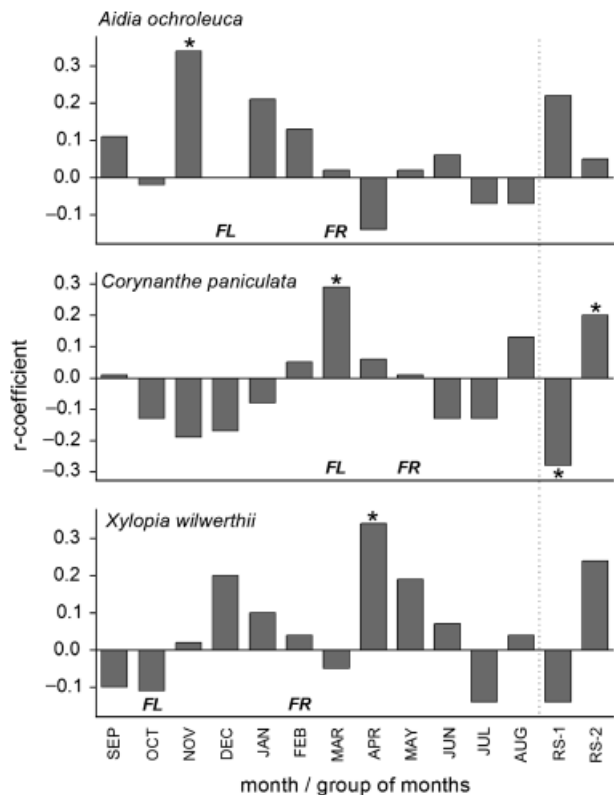 Aidia ochroleuca
*
0.3
0.2
0.1
0.0
−0.1
FL FR
Corynanthe paniculata
0.3
*
*
0.2
0.1
0.0
−0.1
−0.2
−0.3
FL FR
*
r-coefficient
Xylopia wilwerthii
*
0.3
0.2
0.1
0.0
−0.1
FL FR
SEP OCT NOV DEC JAN FEB MAR APR MAY JUN JUL AUG RS-1 RS-2
month / group of months